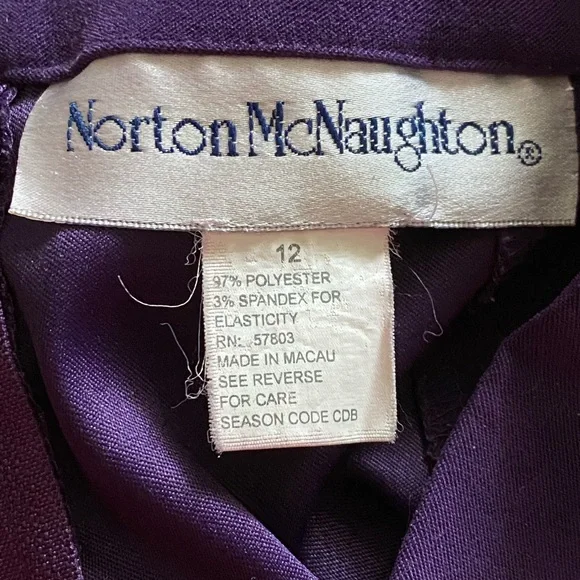 Norton McNaughton®
12
97% POLYESTER
3% SPANDEX FOR
ELASTICITY
RN: 57803
MADE IN MACAU
SEE REVERSE
FOR CARE
SEASON CODE CDB